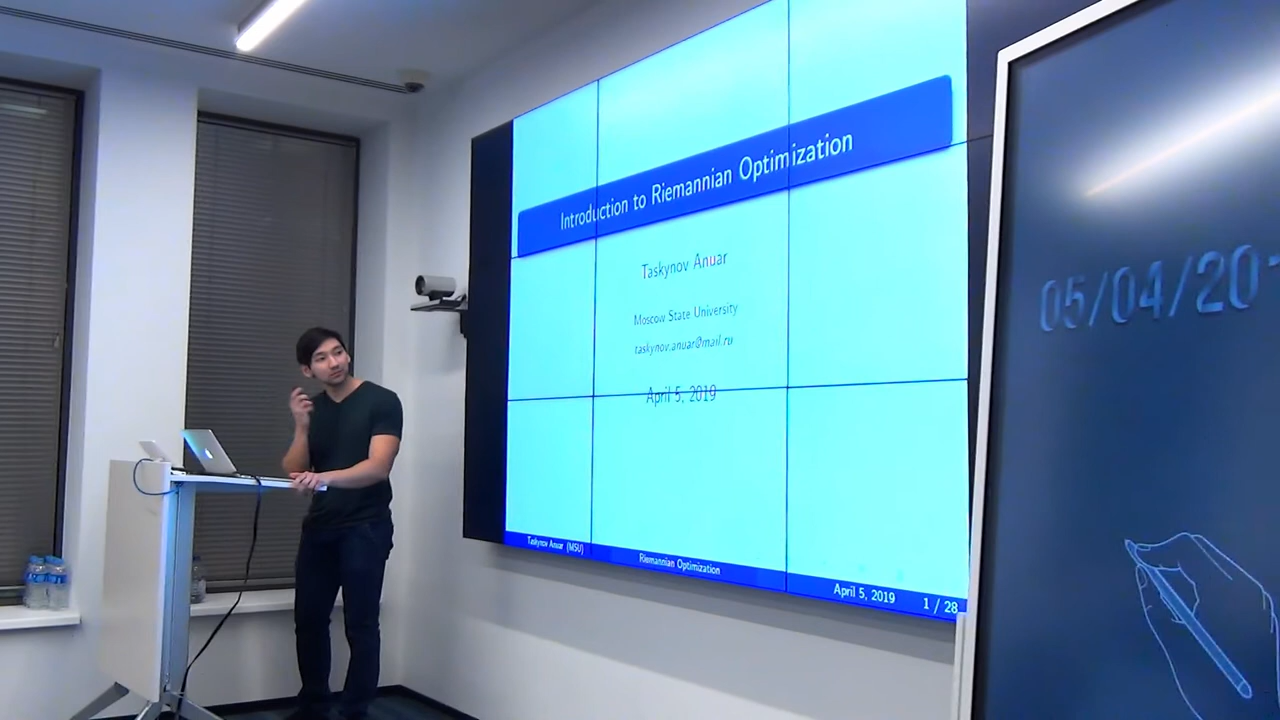 Introduction to Riemannian Optimization
Taskynov Anuar
Moscow State University
taskynov.anuar@mail.ru
April 5, 2019
Taskynov Anuar (MSU)
Riemannian Optimization
April 5, 2019
1 / 28
05/04/201